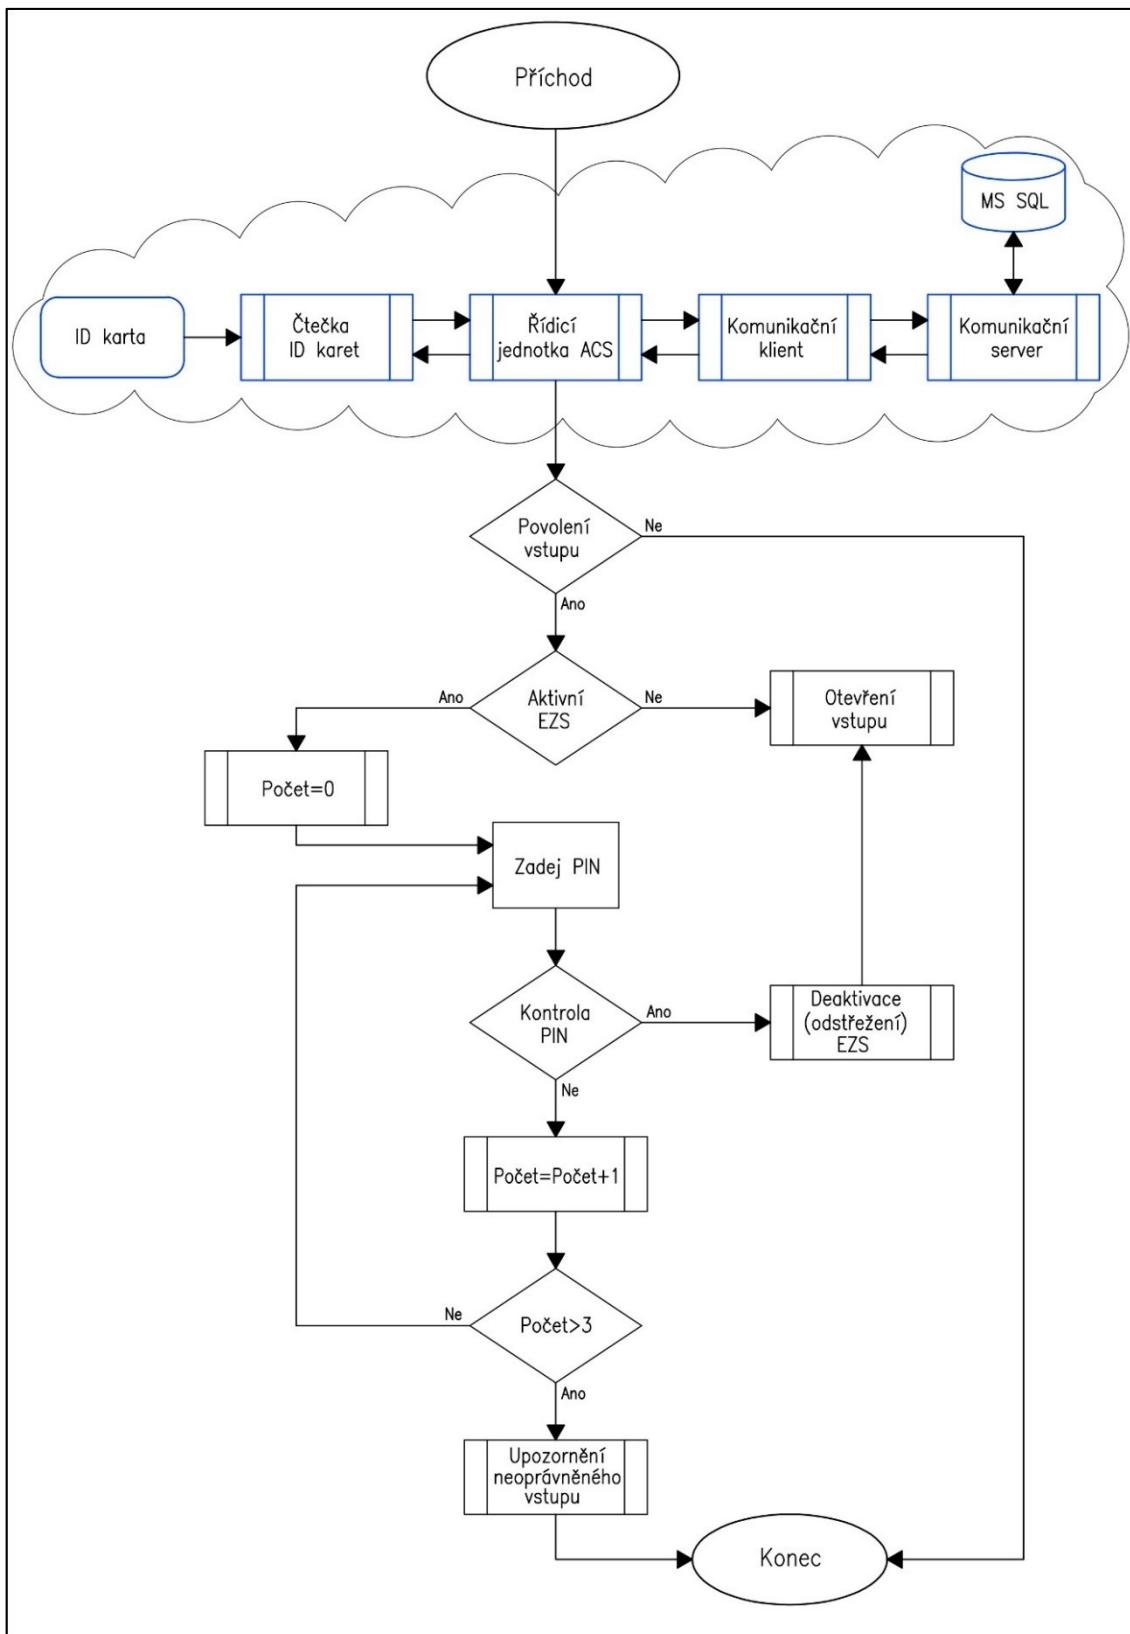 Příchod
MS SQL
ID karta
Čtečka
ID karet
Řídicí
jednotka ACS
Komunikační
klient
Komunikační
server
Povolení
vstupu
Ne
Ano
Aktivní
EZS
Ano
Ne
Otevření
vstupu
Počet=0
Zadej PIN
Kontrola
PIN
Ano
Deaktivace
(odstřežení)
EZS
Ne
Počet=Počet+1
Počet>3
Ne
Ano
Upozornění
neoprávněného
vstupu
Konec